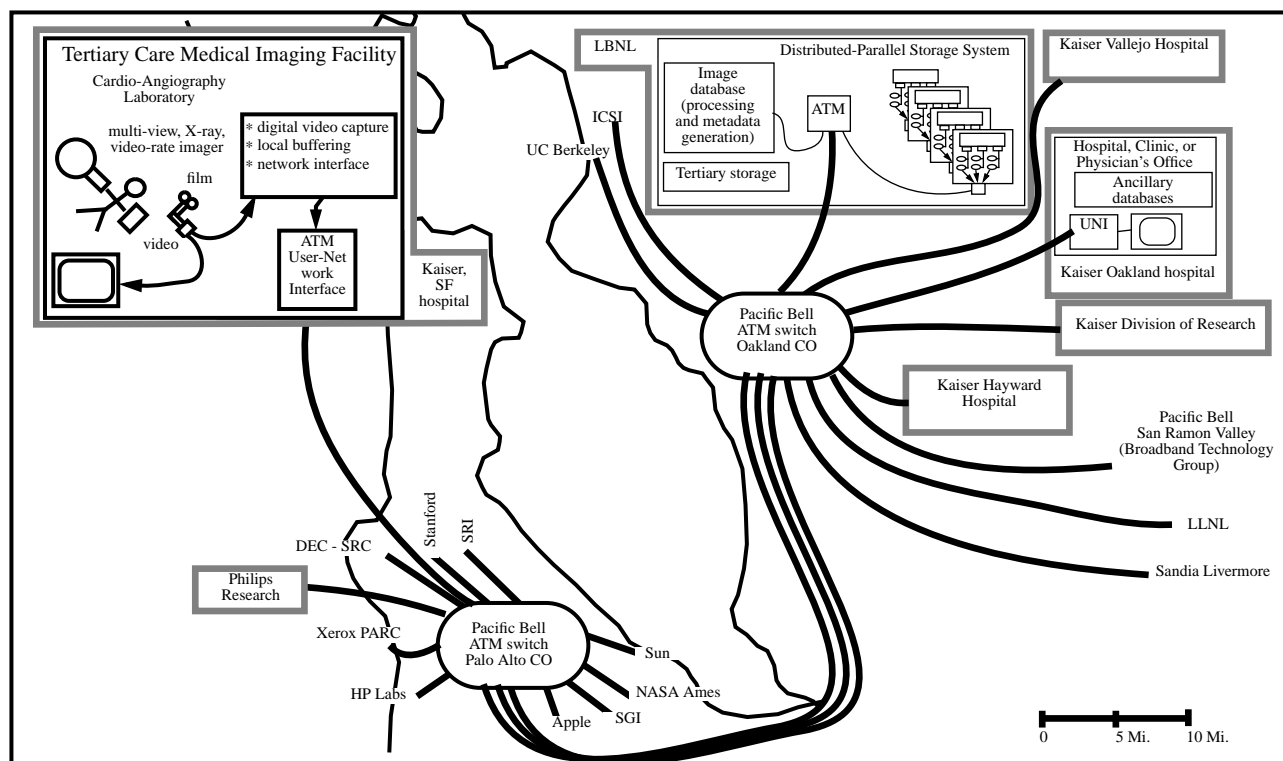 Tertiary Care Medical Imaging Facility
Cardio-Angiography
Laboratory
multi-view, X-ray,
video-rate imager
film
video
* digital video capture
* local buffering
* network interface
ATM
User-Net
work
Interface
Kaiser,
SF
hospital
LBNL
Distributed-Parallel Storage System
Image
database
(processing
and metadata
generation)
ATM
Tertiary storage
Kaiser Vallejo Hospital
ICSI
UC Berkeley
Hospital, Clinic, or
Physician's Office
Ancillary
databases
UNI
Kaiser Oakland hospital
Pacific Bell
ATM switch
Oakland CO
Kaiser Division of Research
Kaiser Hayward
Hospital
Pacific Bell
San Ramon Valley
(Broadband Technology
Group)
LLNL
Sandia Livermore
Stanford
SRI
DEC - SRC
Philips
Research
Xerox PARC
HP Labs
Pacific Bell
ATM switch
Palo Alto CO
Sun
NASA Ames
SGI
Apple
0 5 Mi. 10 Mi.